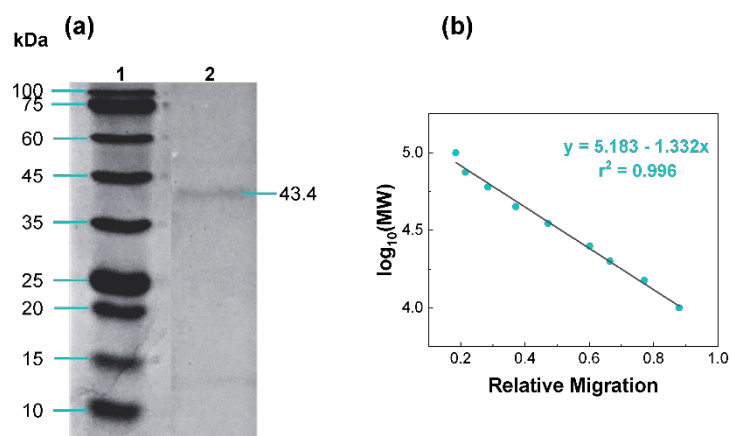 (a)
kDa
1 2
100
75
60
45
43.4
35
25
20
15
10
(b)
y = 5.183 - 1.332x
r² = 0.996
5.0
4.5
4.0
log₁₀(MW)
0.2 0.4 0.6 0.8 1.0
Relative Migration